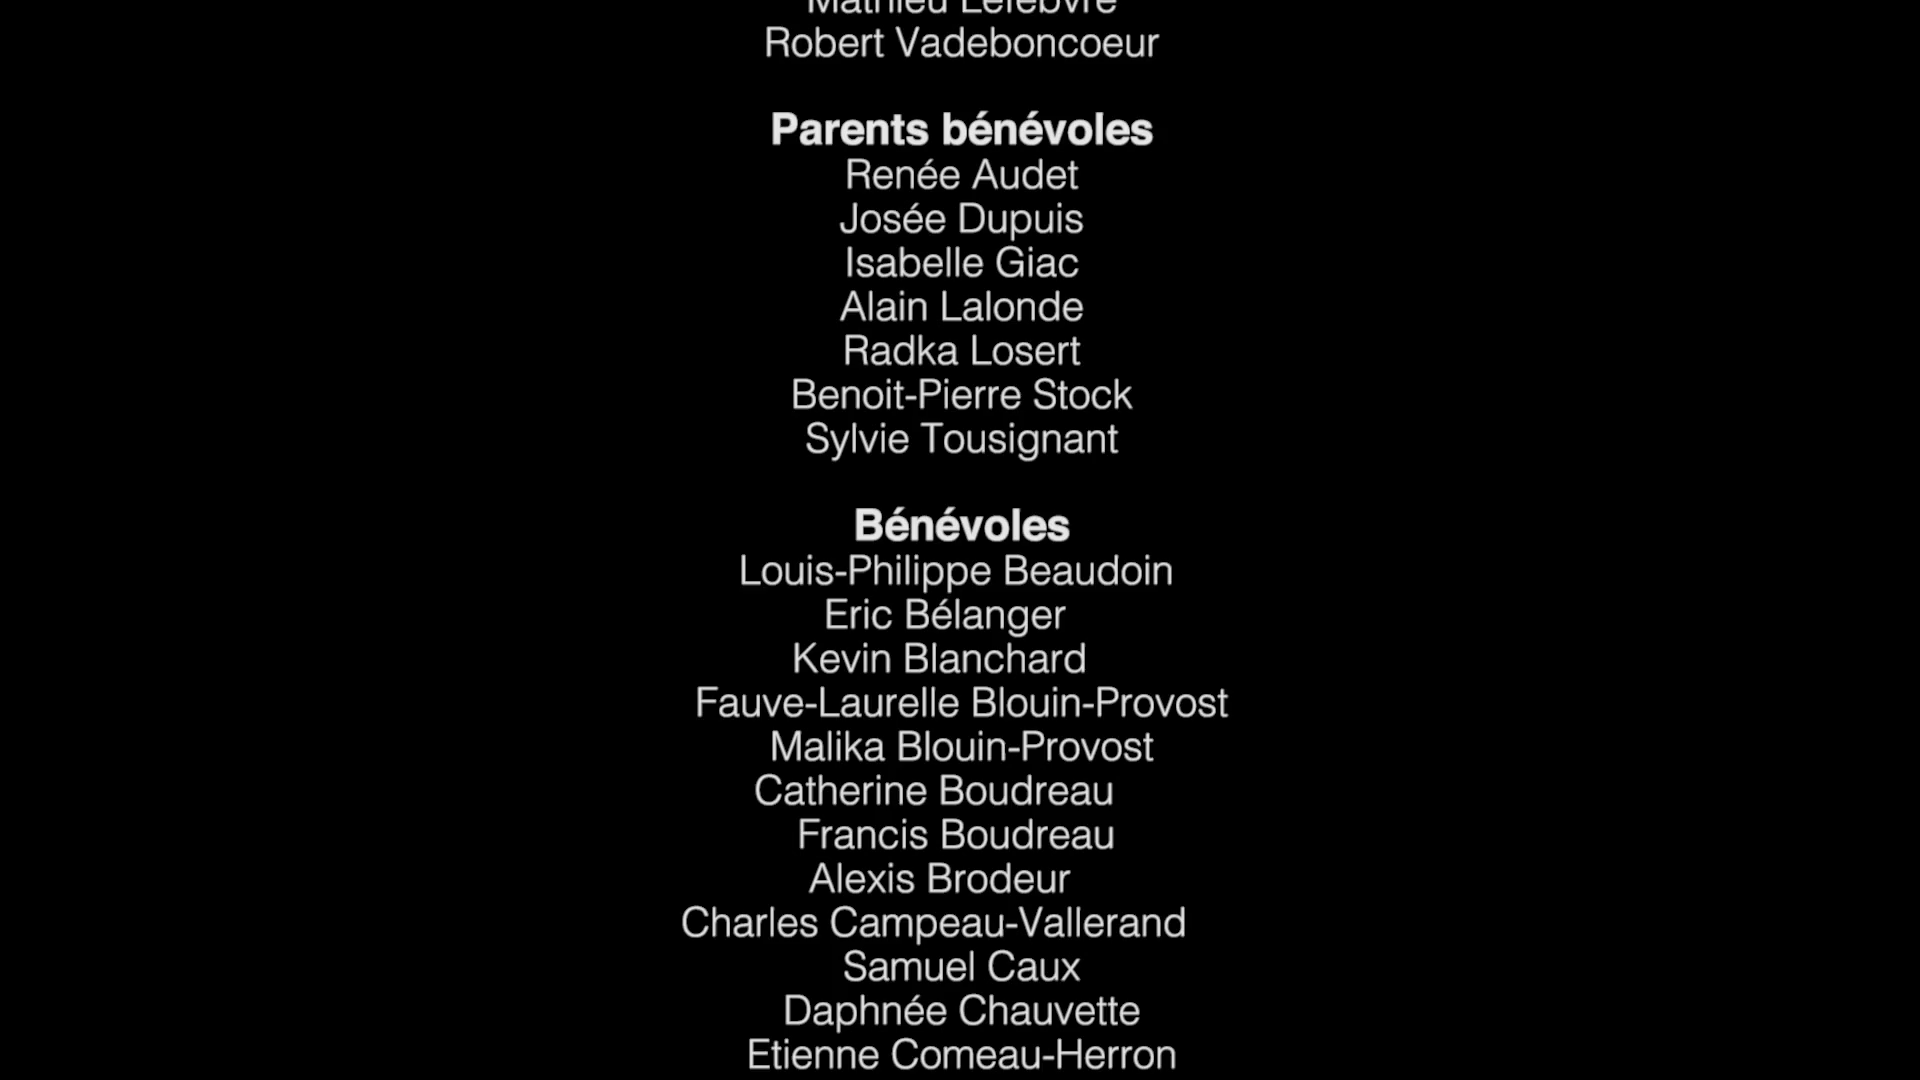 Mathieu Lefebvre
Robert Vadeboncoeur
Parents bénévoles
Renée Audet
Josée Dupuis
Isabelle Giac
Alain Lalonde
Radka Losert
Benoit-Pierre Stock
Sylvie Tousignant
Bénévoles
Louis-Philippe Beaudoin
Eric Bélanger
Kevin Blanchard
Fauve-Laurelle Blouin-Provost
Malika Blouin-Provost
Catherine Boudreau
Francis Boudreau
Alexis Brodeur
Charles Campeau-Vallerand
Samuel Caux
Daphnée Chauvette
Etienne Comeau-Herron